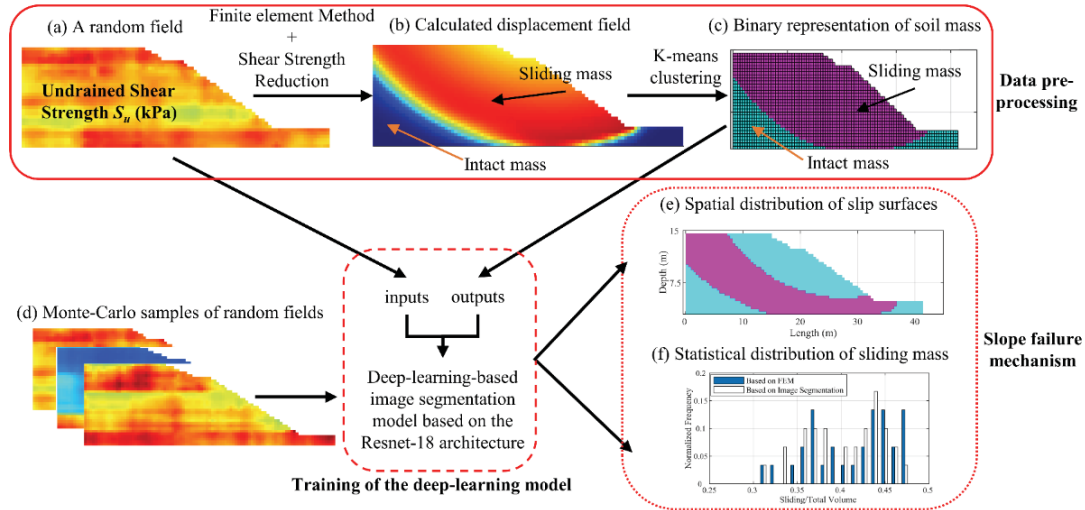 (a) A random field
Finite element Method
+
Shear Strength
Reduction
(b) Calculated displacement field
(c) Binary representation of soil mass
Undrained Shear
Strength Su (kPa)
Sliding mass
Intact mass
K-means
clustering
Sliding mass
Intact mass
Data pre-
processing
(d) Monte-Carlo samples of random fields
inputs
outputs
Deep-learning-based
image segmentation
model based on the
Resnet-18 architecture
Training of the deep-learning model
(e) Spatial distribution of slip surfaces
15
7.5
Depth (m)
0 10 20 30 40
Length (m)
(f) Statistical distribution of sliding mass
Based on FEM
Based on Image Segmentation
0.2
0.15
0.1
0.05
0
Normalized Frequency
0.25 0.3 0.35 0.4 0.45 0.5
Sliding/Total Volume
Slope failure
mechanism